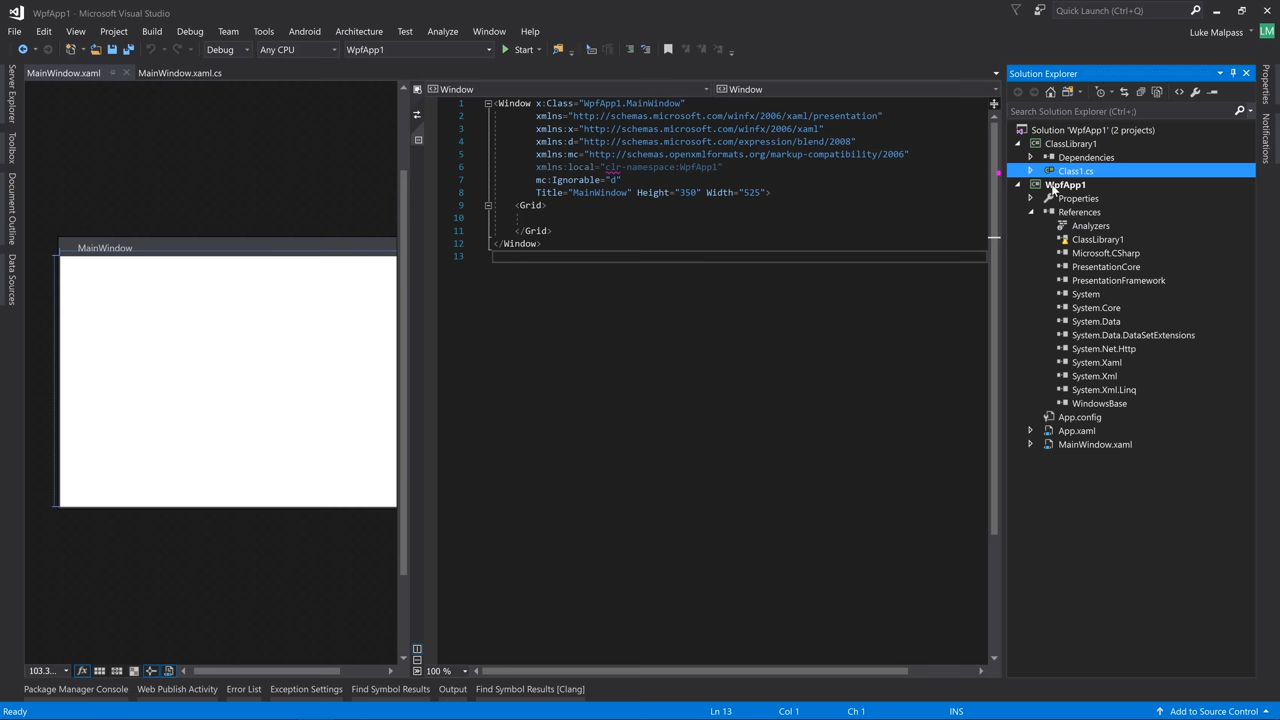 WpfApp1 - Microsoft Visual Studio
Quick Launch (Ctrl+Q)
File Edit View Project Build Debug Team Tools Android Architecture Test Analyze Window Help
Luke Malpass LM
Debug Any CPU WpfApp1 Start
MainWindow.xaml MainWindow.xaml.cs
Server Explorer
Toolbox
Document Outline
Data Sources
MainWindow
103.3...
Window Window
1 <Window x:Class="WpfApp1.MainWindow"
2 xmlns="http://schemas.microsoft.com/winfx/2006/xaml/presentation"
3 xmlns:x="http://schemas.microsoft.com/winfx/2006/xaml"
4 xmlns:d="http://schemas.microsoft.com/expression/blend/2008"
5 xmlns:mc="http://schemas.openxmlformats.org/markup-compatibility/2006"
6 xmlns:local="clr-namespace:WpfApp1"
7 mc:Ignorable="d"
8 Title="MainWindow" Height="350" Width="525">
9 <Grid>
10
11 </Grid>
12 </Window>
13
100 %
Solution Explorer
Search Solution Explorer (Ctrl+;)
Solution 'WpfApp1' (2 projects)
ClassLibrary1
Dependencies
Class1.cs
WpfApp1
Properties
References
Analyzers
ClassLibrary1
Microsoft.CSharp
PresentationCore
PresentationFramework
System
System.Core
System.Data
System.Data.DataSetExtensions
System.Net.Http
System.Xaml
System.Xml
System.Xml.Linq
WindowsBase
App.config
App.xaml
MainWindow.xaml
Properties
Notifications
Package Manager Console Web Publish Activity Error List Exception Settings Find Symbol Results Output Find Symbol Results [Clang]
Ready Ln 13 Col 1 Ch 1 INS Add to Source Control